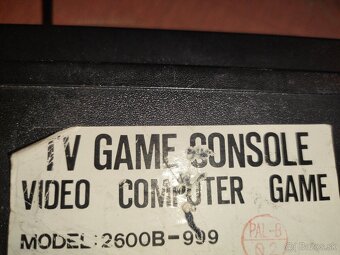 TV GAME CONSOLE
VIDEO COMPUTER GAME
MODEL:2600B-999
PAL-B